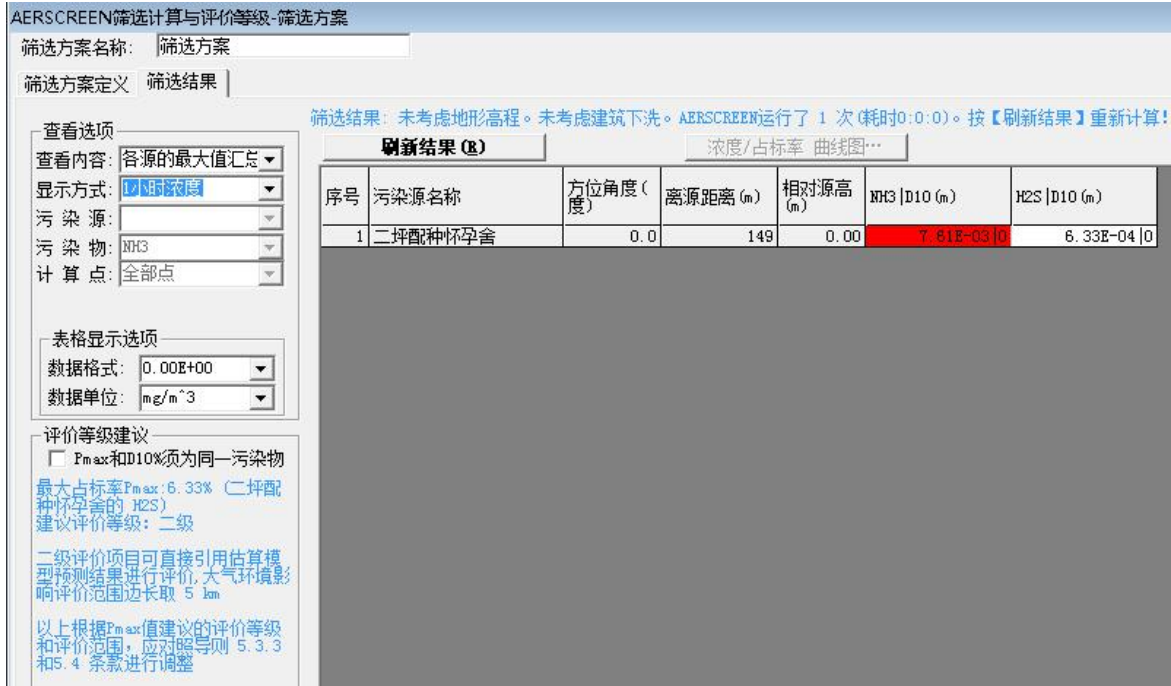 AERSCREEN筛选计算与评价等级-筛选方案
筛选方案名称: 筛选方案
筛选方案定义 筛选结果
筛选结果: 未考虑地形高程。未考虑建筑下洗。AERSCREEN运行了 1 次(耗时0:0:0)。按【刷新结果】重新计算!
查看选项
查看内容: 各源的最大值汇总
显示方式: 1小时浓度
污 染 源:
污 染 物: NH3
计 算 点: 全部点
刷新结果(R) 浓度/占标率 曲线图…
序号 污染源名称 方位角度(度) 离源距离(m) 相对源高(m) NH3|D10(m) H2S|D10(m)
1 二坪配种怀孕舍 0.0 149 0.00 7.61E-03|0 6.33E-04|0
表格显示选项
数据格式: 0.00E+00
数据单位: mg/m^3
评价等级建议
Pmax和D10%须为同一污染物
最大占标率Pmax:6.33% (二坪配
种怀孕舍的 H2S)
建议评价等级: 二级
二级评价项目可直接引用估算模
型预测结果进行评价,大气环境影
响评价范围边长取 5 km
以上根据Pmax值建议的评价等级
和评价范围,应对照导则 5.3.3
和5.4 条款进行调整